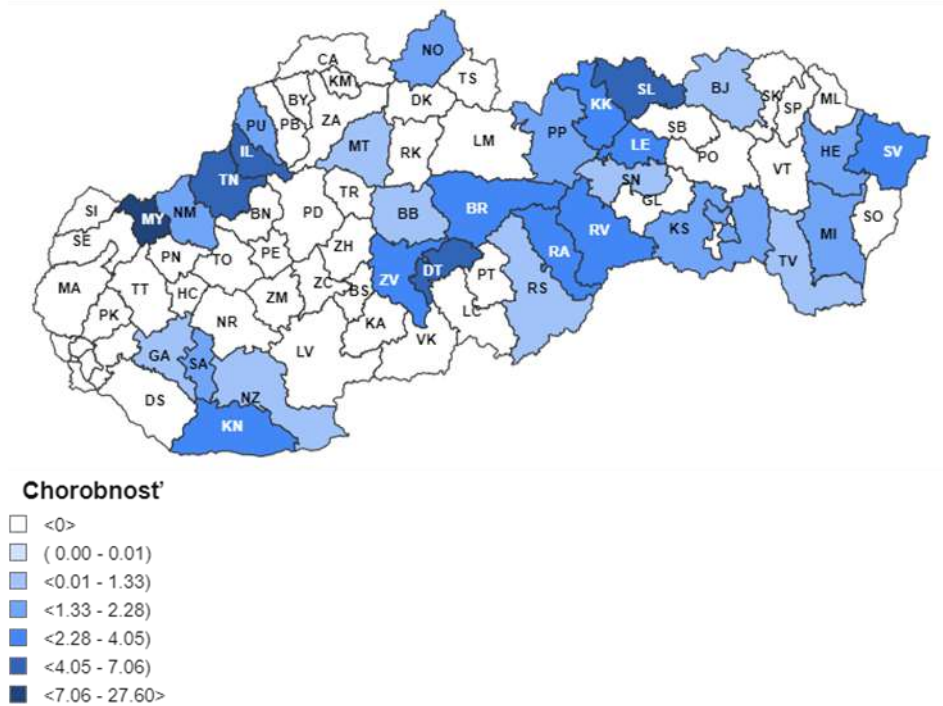 NO
CA
TS
KM
BY
DK
PU
PB
ZA
KK
SL
BJ
SK
SP
ML
IL
MT
RK
LM
PP
LE
SB
PO
HE
SV
TN
SN
VT
TR
GL
SI
MY
NM
BN
PD
BB
BR
SO
SE
KS
MI
PN
TO
PE
ZH
RV
RA
TV
MA
TT
HC
ZM
ZC
BS
ZV
DT
PT
RS
PK
NR
KA
LC
GA
SA
LV
VK
DS
NZ
KN
Chorobnosť
<0>
( 0.00 - 0.01)
<0.01 - 1.33)
<1.33 - 2.28)
<2.28 - 4.05)
<4.05 - 7.06)
<7.06 - 27.60>